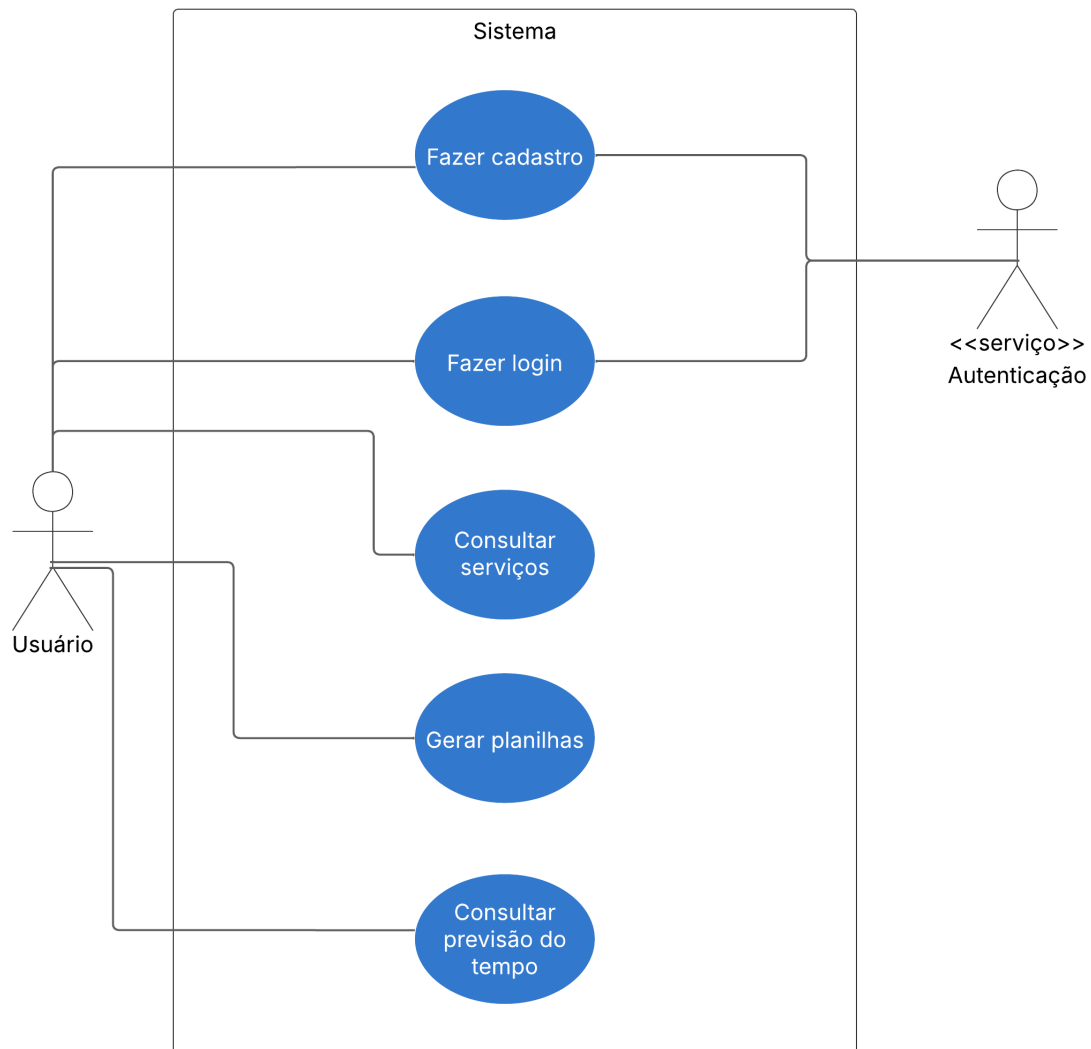 Sistema
Fazer cadastro
<<serviço>>
Autenticação
Fazer login
Consultar
serviços
Usuário
Gerar planilhas
Consultar
previsão do
tempo